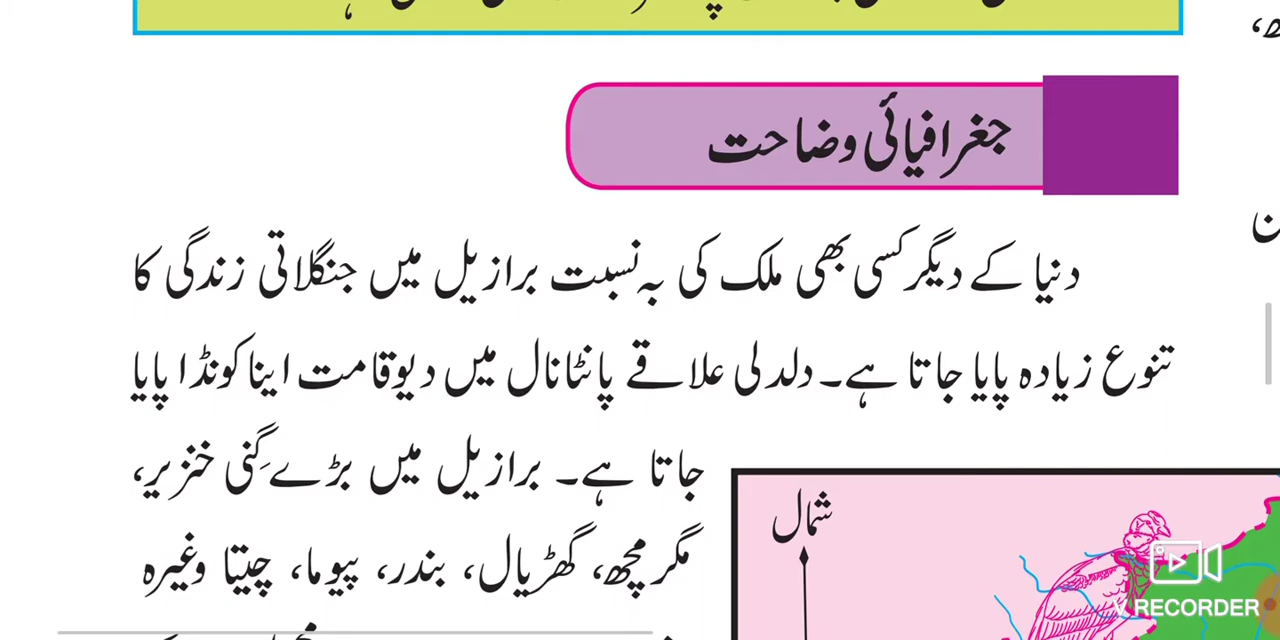 جغرافیائی وضاحت
دنیا کے دیگر کسی بھی ملک کی بہ نسبت برازیل میں جنگلاتی زندگی کا
تنوع زیادہ پایا جاتا ہے۔ دلدلی علاقے پانٹانال میں دیوقامت اینا کونڈا پایا
جاتا ہے۔ برازیل میں بڑے گِنی خنزیر،
مگرمچھ، گھڑیال، بندر، پیوما، چیتا وغیرہ
شمال
V RECORDER